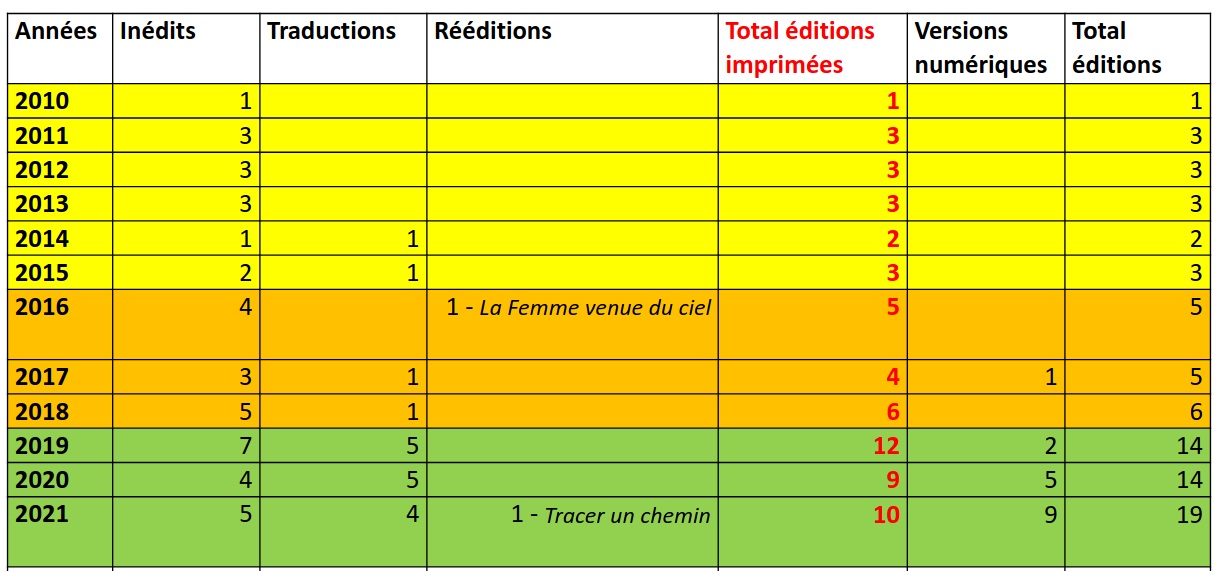 Années Inédits Traductions Rééditions Total éditions imprimées Versions numériques Total éditions
2010 1 1 1
2011 3 3 3
2012 3 3 3
2013 3 3 3
2014 1 1 2 2
2015 2 1 3 3
2016 4 1 - La Femme venue du ciel 5 5
2017 3 1 4 1 5
2018 5 1 6 6
2019 7 5 12 2 14
2020 4 5 9 5 14
2021 5 4 1 - Tracer un chemin 10 9 19